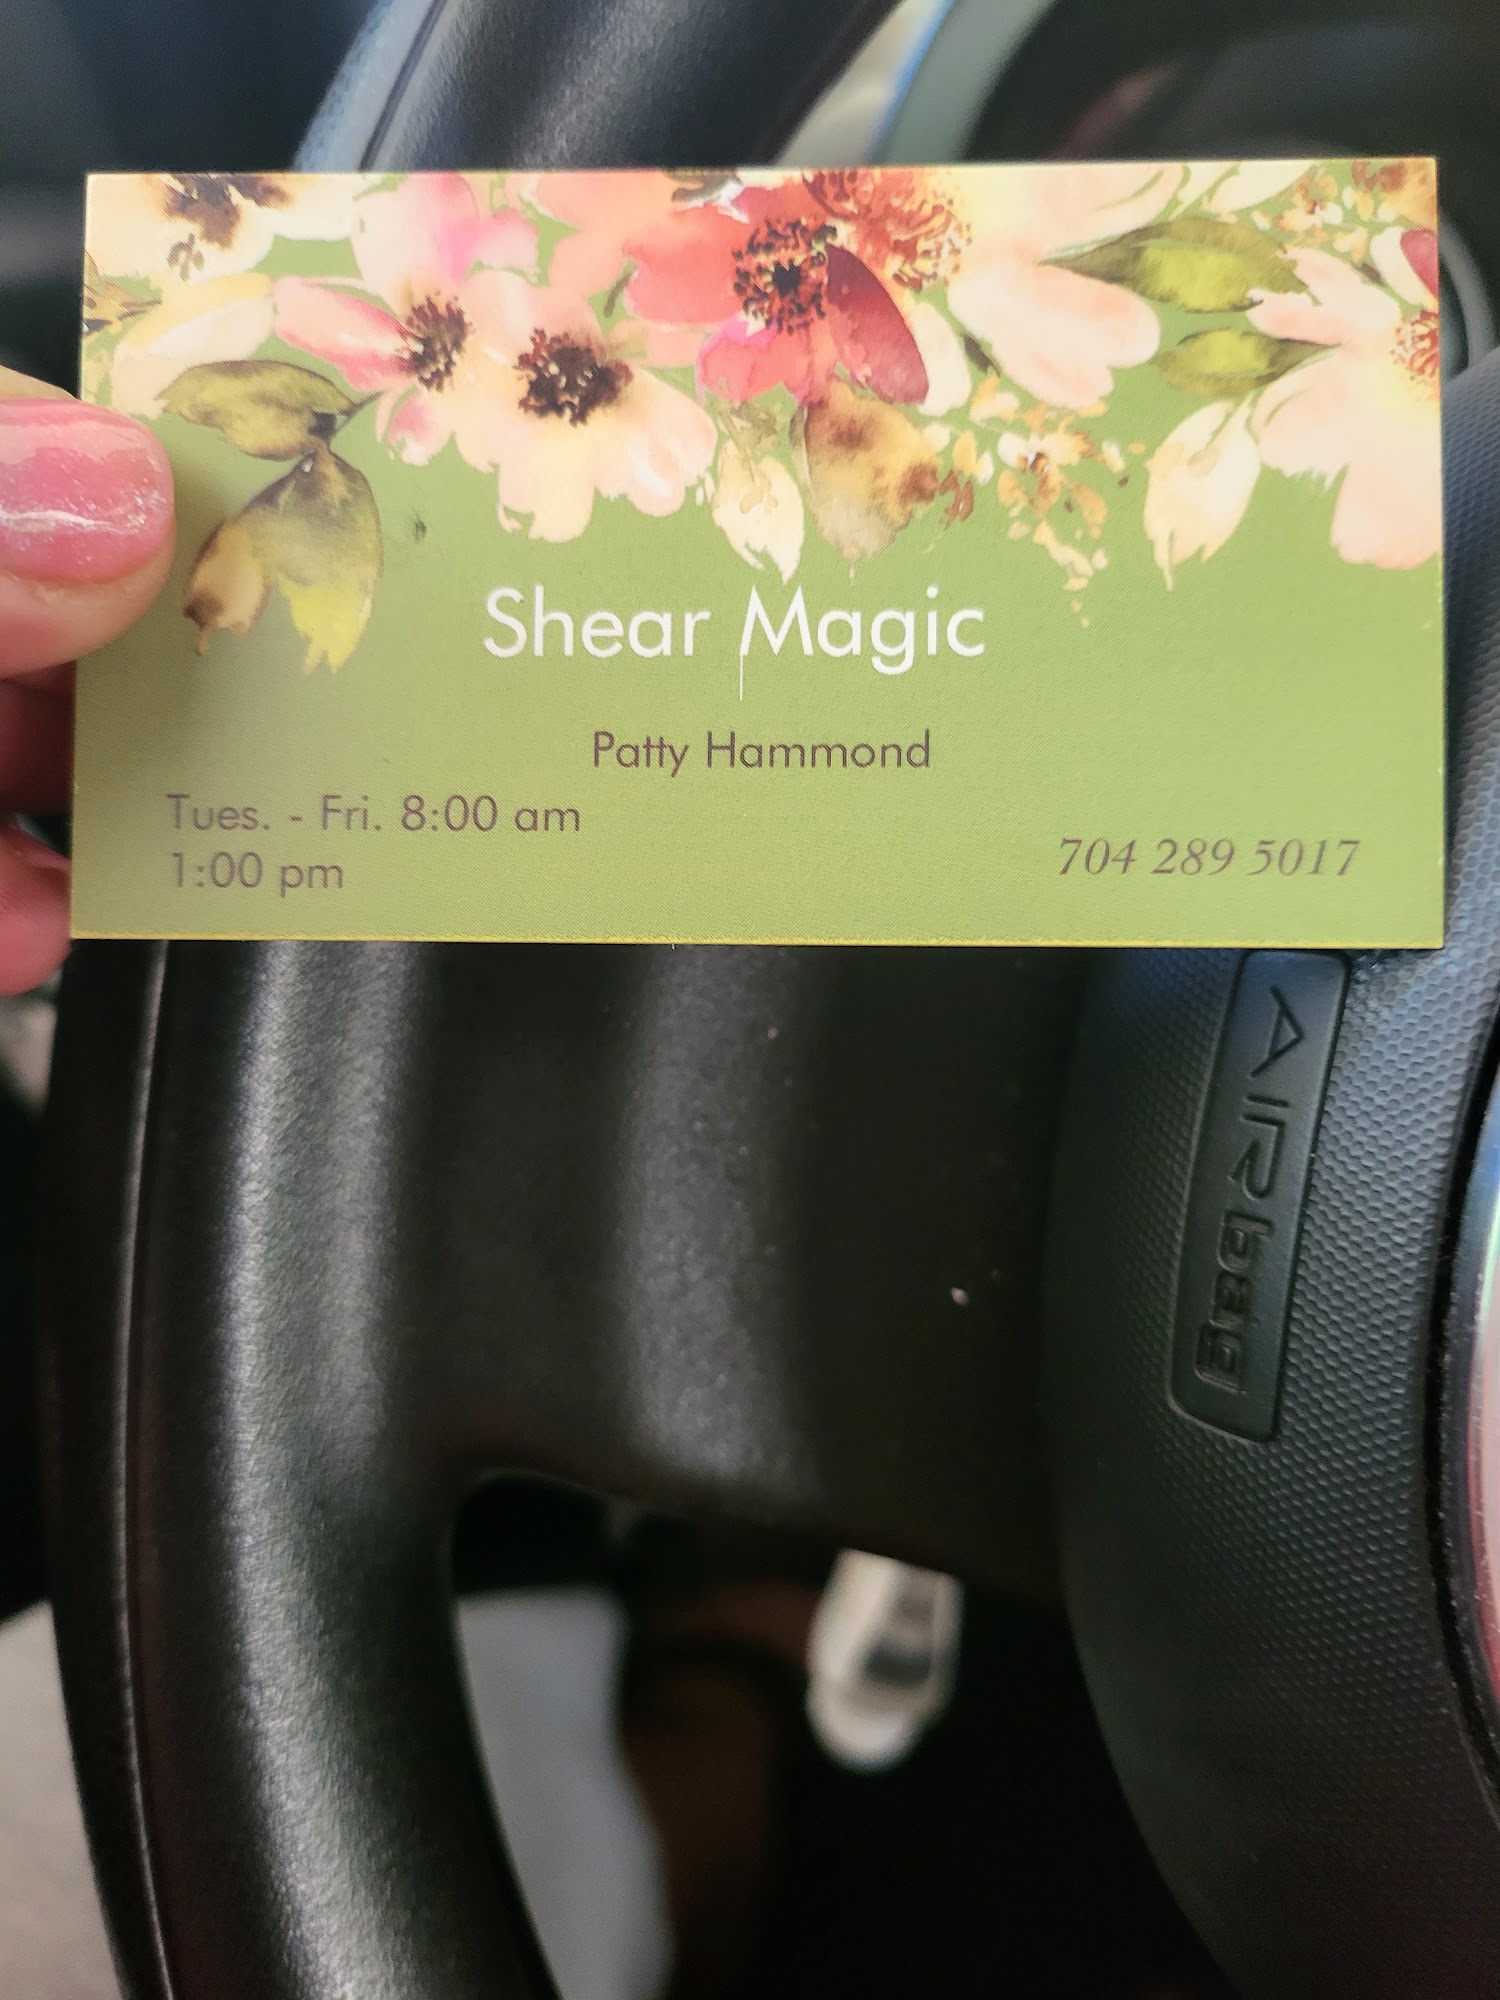 Shear Magic
Patty Hammond
Tues. - Fri. 8:00 am
1:00 pm
704 289 5017
AIRbag